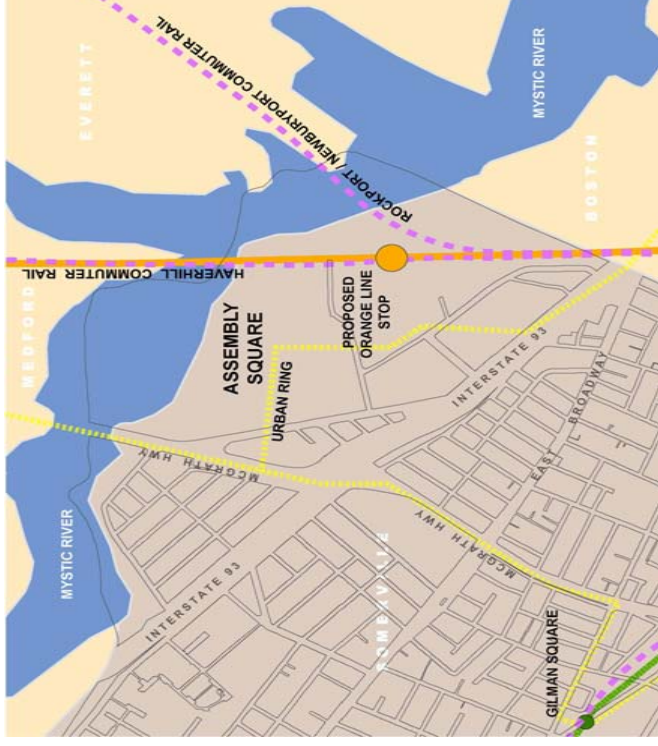 EVERETT
ROCKPORT / NEWBURYPORT COMMUTER RAIL
MYSTIC RIVER
BOSTON
MEDFORD
HAVERHILL COMMUTER RAIL
ASSEMBLY
SQUARE
PROPOSED
ORANGE LINE
STOP
URBAN RING
INTERSTATE 93
EAST BROADWAY
MCGRATH HWY
MCGRATH HWY
MYSTIC RIVER
INTERSTATE 93
SOMERVILLE
GILMAN SQUARE